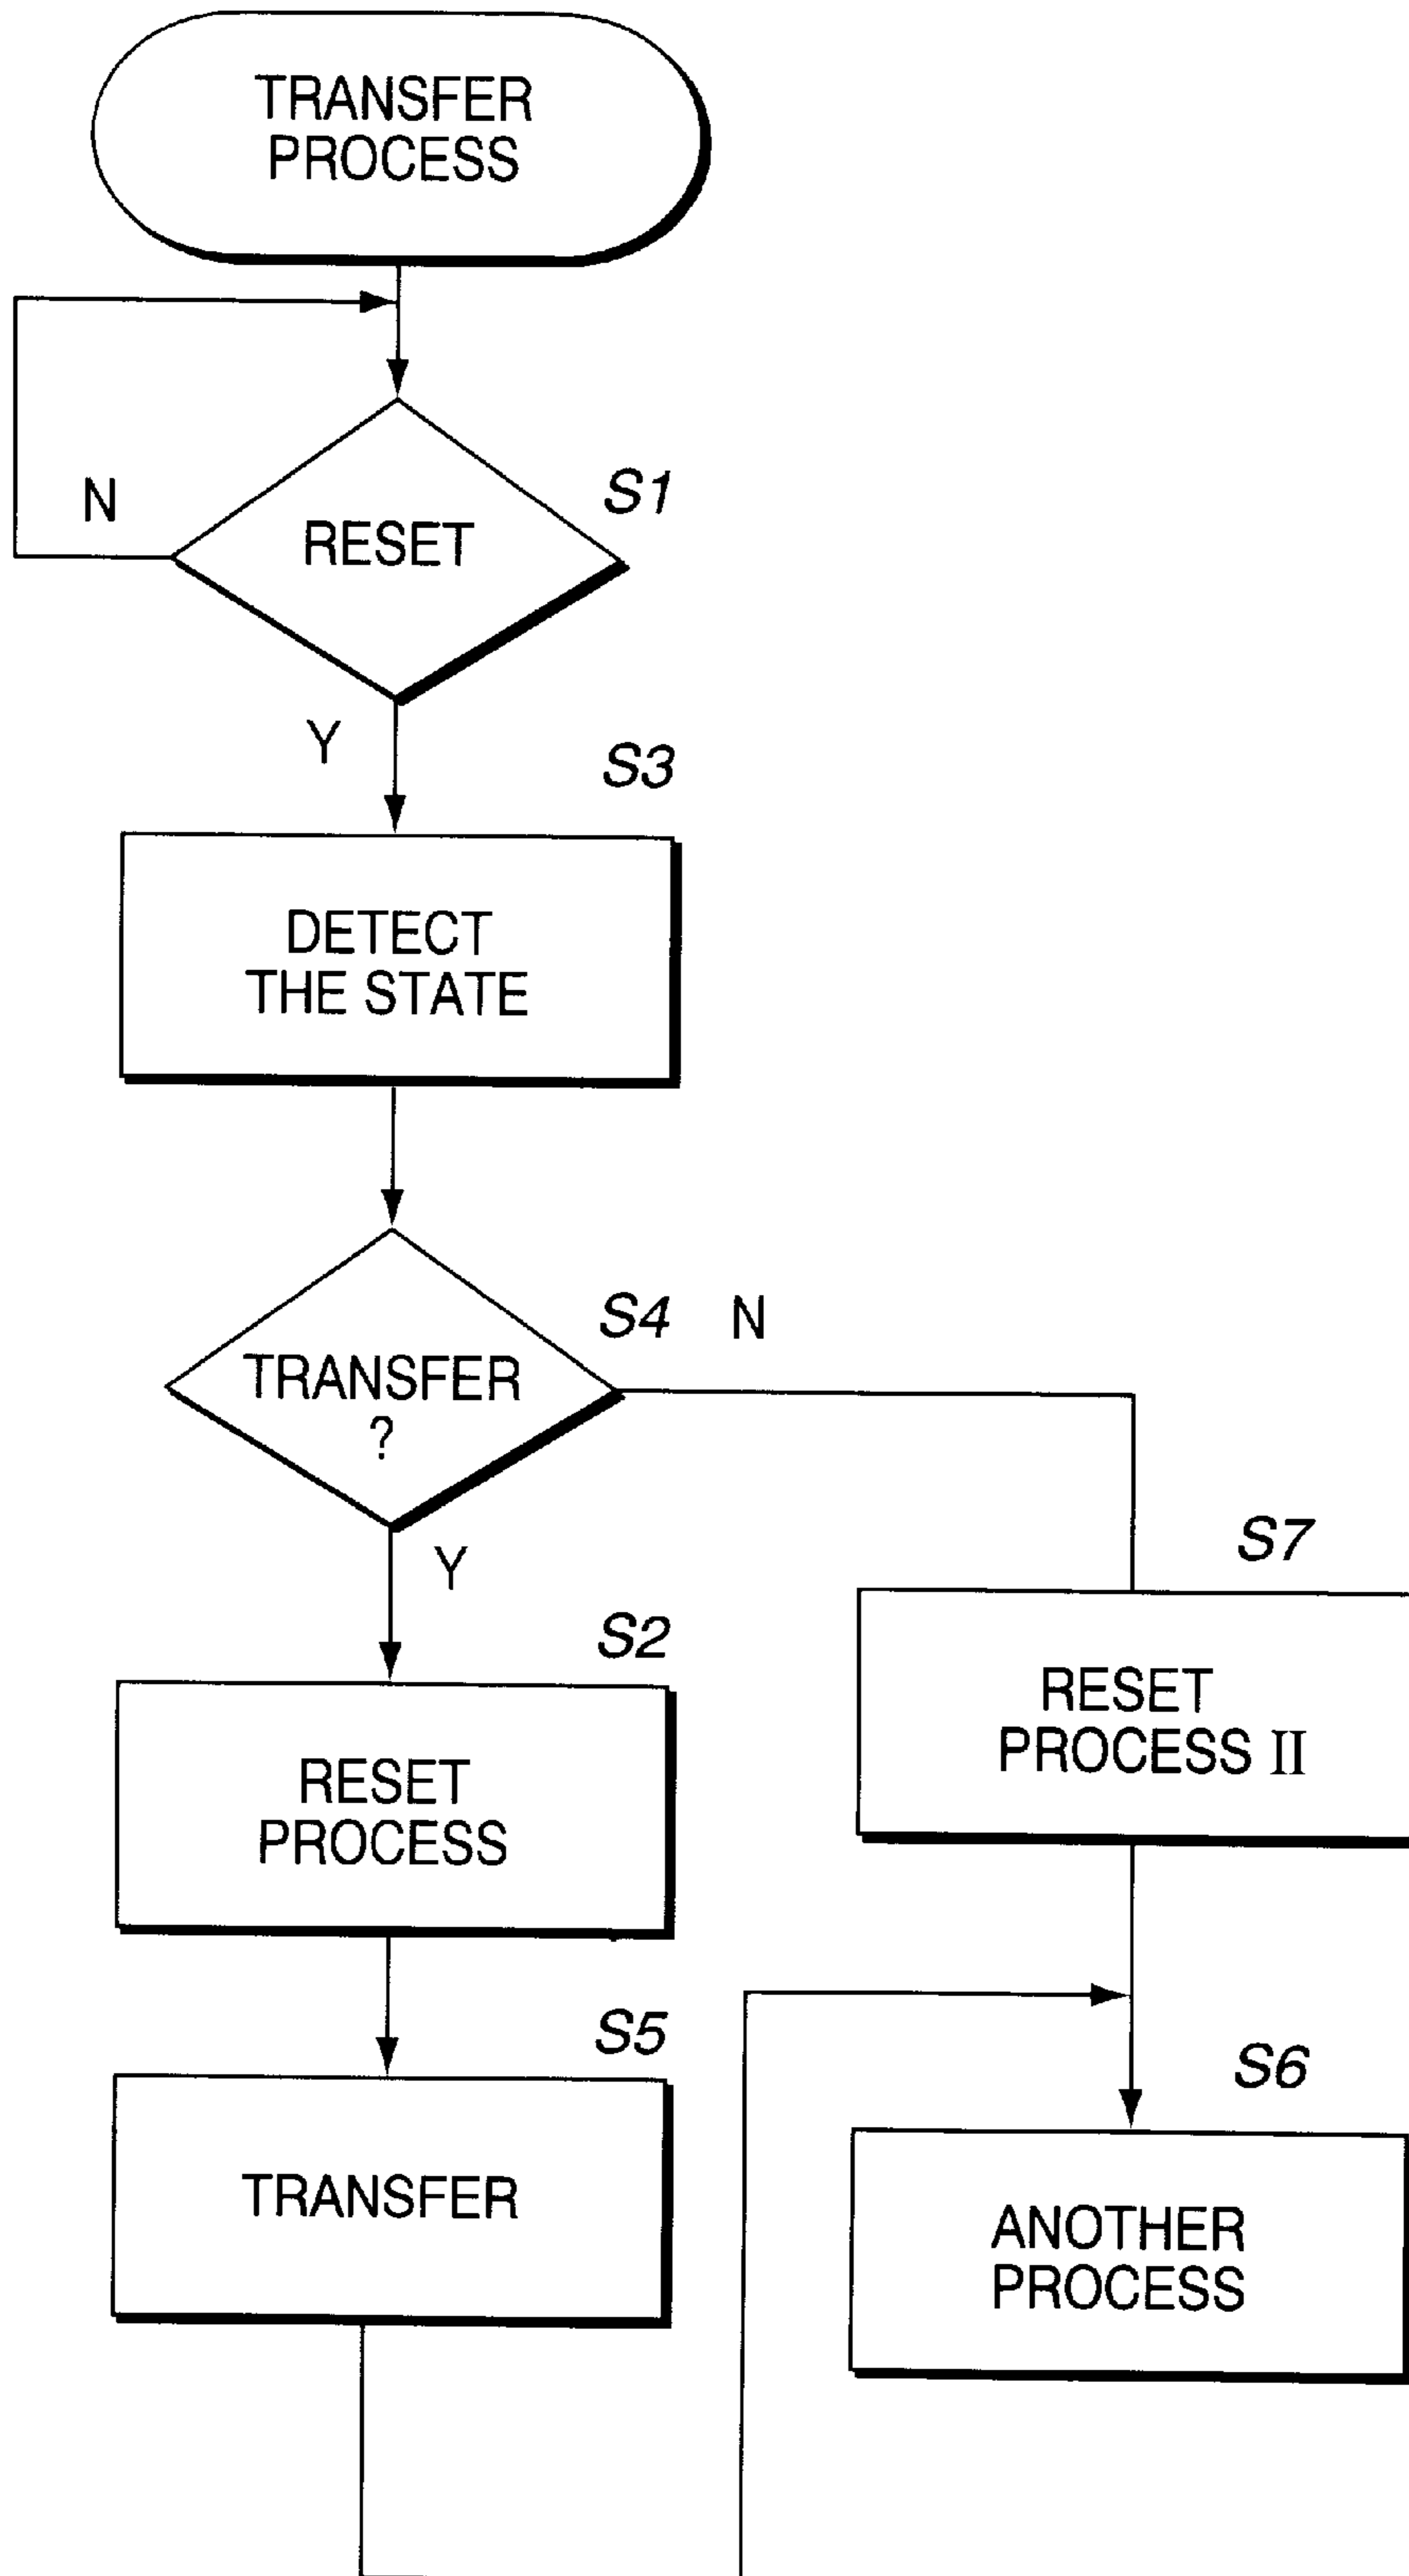 TRANSFER
PROCESS
N
S1
RESET
Y
S3
DETECT
THE STATE
S4
N
TRANSFER
?
Y
S7
S2
RESET
PROCESS II
RESET
PROCESS
S5
S6
TRANSFER
ANOTHER
PROCESS